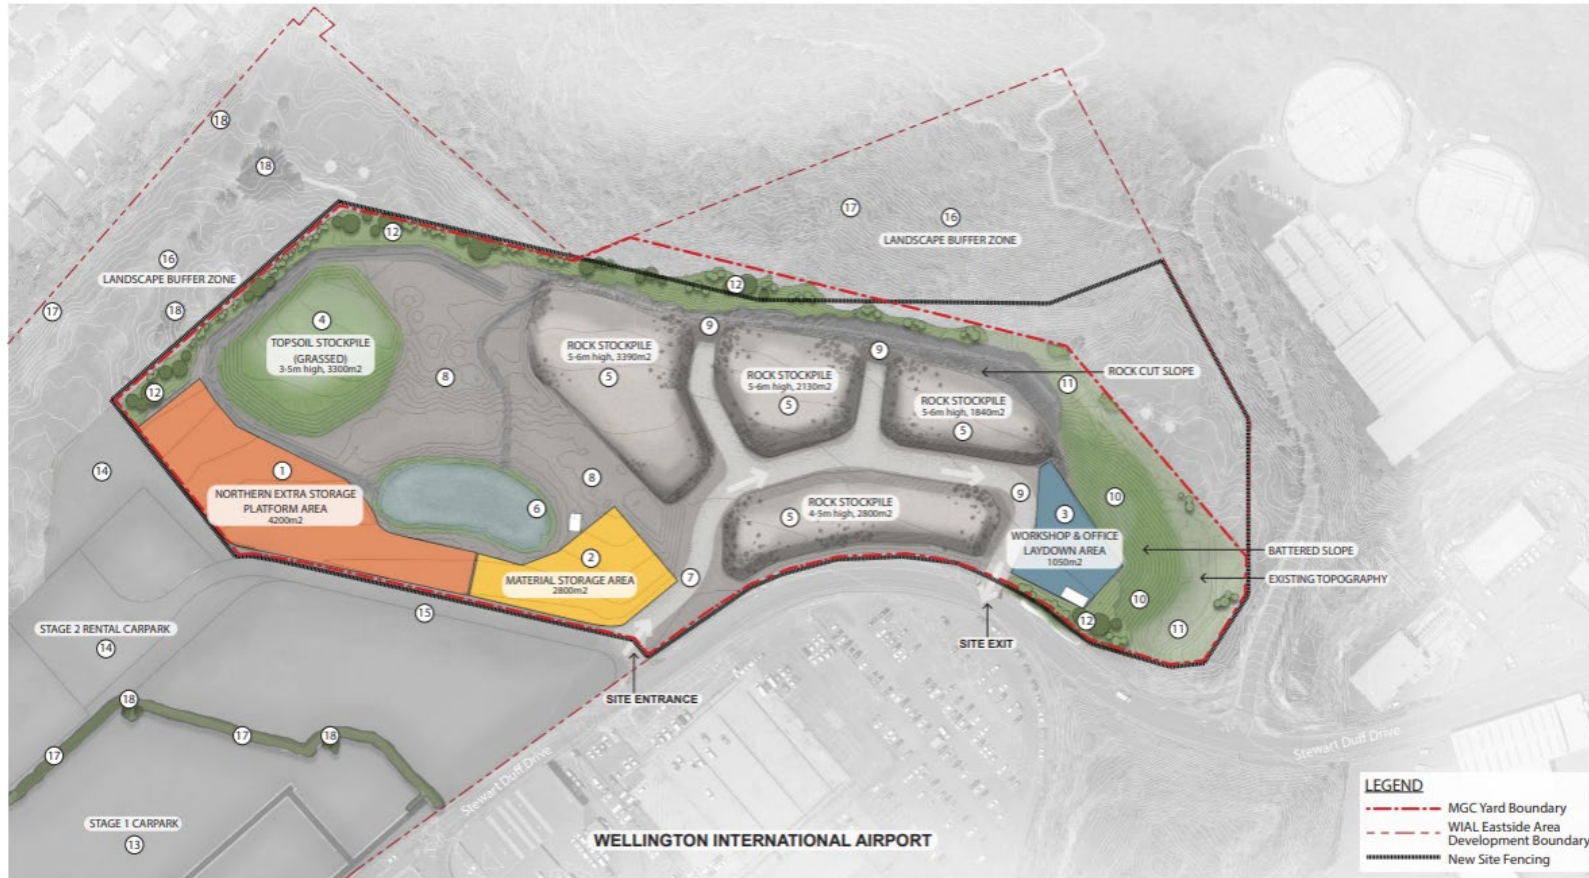 18
18
17
16
LANDSCAPE BUFFER ZONE
16
LANDSCAPE BUFFER ZONE
17
18
12
12
12
4
TOPSOIL STOCKPILE
(GRASSED)
3-5m high, 3300m2
8
ROCK STOCKPILE
5-6m high, 3390m2
5
9
ROCK STOCKPILE
5-6m high, 2130m2
5
9
ROCK STOCKPILE
5-6m high, 1840m2
5
11
ROCK CUT SLOPE
14
1
NORTHERN EXTRA STORAGE
PLATFORM AREA
4200m2
6
8
ROCK STOCKPILE
4-5m high, 2800m2
5
9
10
3
WORKSHOP & OFFICE
LAYDOWN AREA
1050m2
BATTERED SLOPE
EXISTING TOPOGRAPHY
2
MATERIAL STORAGE AREA
2800m2
7
10
12
11
15
STAGE 2 RENTAL CARPARK
14
SITE ENTRANCE
SITE EXIT
18
17
17
18
STAGE 1 CARPARK
13
Stewart Duff Drive
Stewart Duff Drive
WELLINGTON INTERNATIONAL AIRPORT
LEGEND
MGC Yard Boundary
WIAL Eastside Area
Development Boundary
New Site Fencing